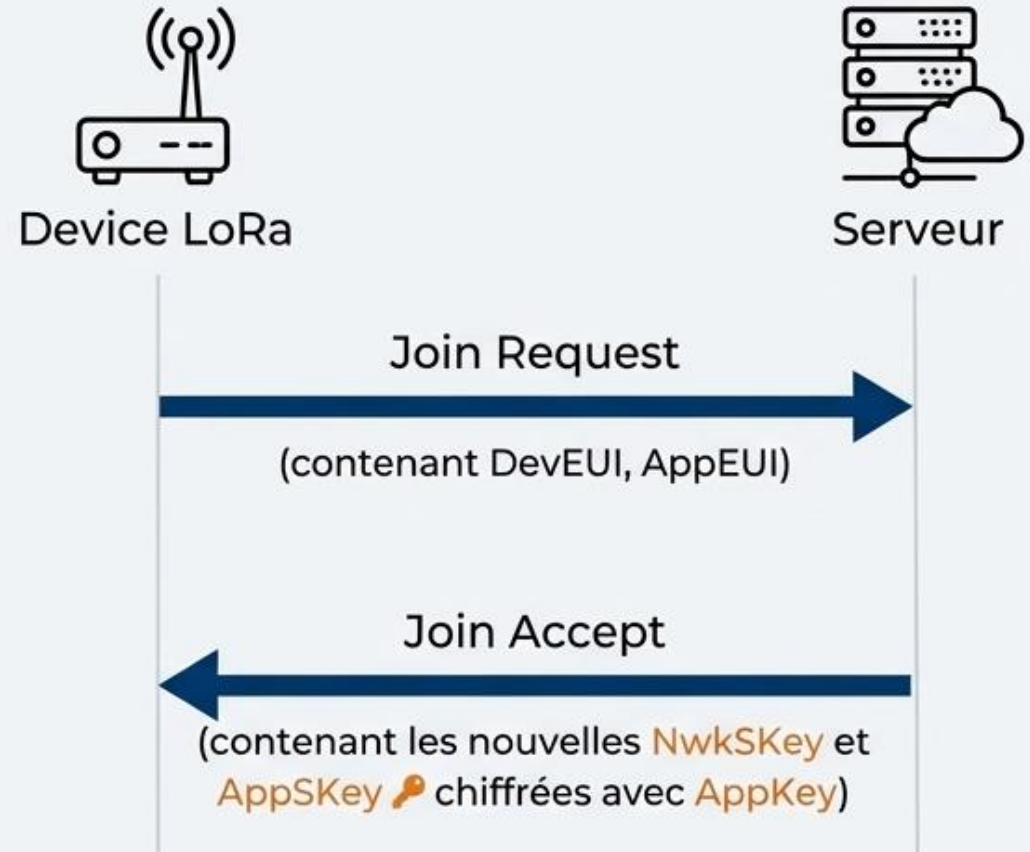 Device LoRa
Serveur
Join Request
(contenant DevEUI, AppEUI)
Join Accept
(contenant les nouvelles NwkSKey et
AppSKey chiffrées avec AppKey)